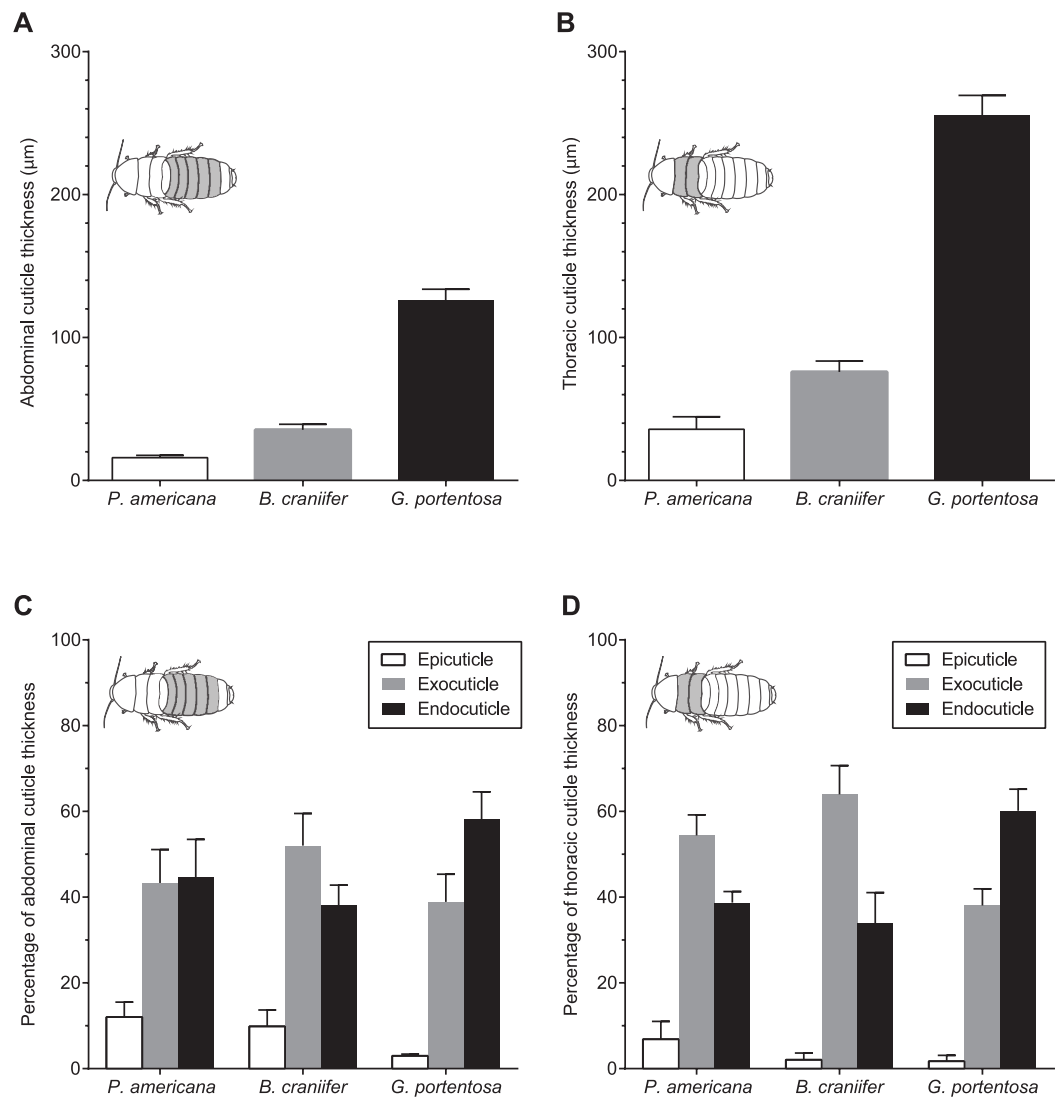 A
Abdominal cuticle thickness (µm)
300
200
100
0
P. americana B. craniifer G. portentosa
B
Thoracic cuticle thickness (µm)
300
200
100
0
P. americana B. craniifer G. portentosa
C
Percentage of abdominal cuticle thickness
100
80
60
40
20
0
Epicuticle
Exocuticle
Endocuticle
P. americana B. craniifer G. portentosa
D
Percentage of thoracic cuticle thickness
100
80
60
40
20
0
Epicuticle
Exocuticle
Endocuticle
P. americana B. craniifer G. portentosa